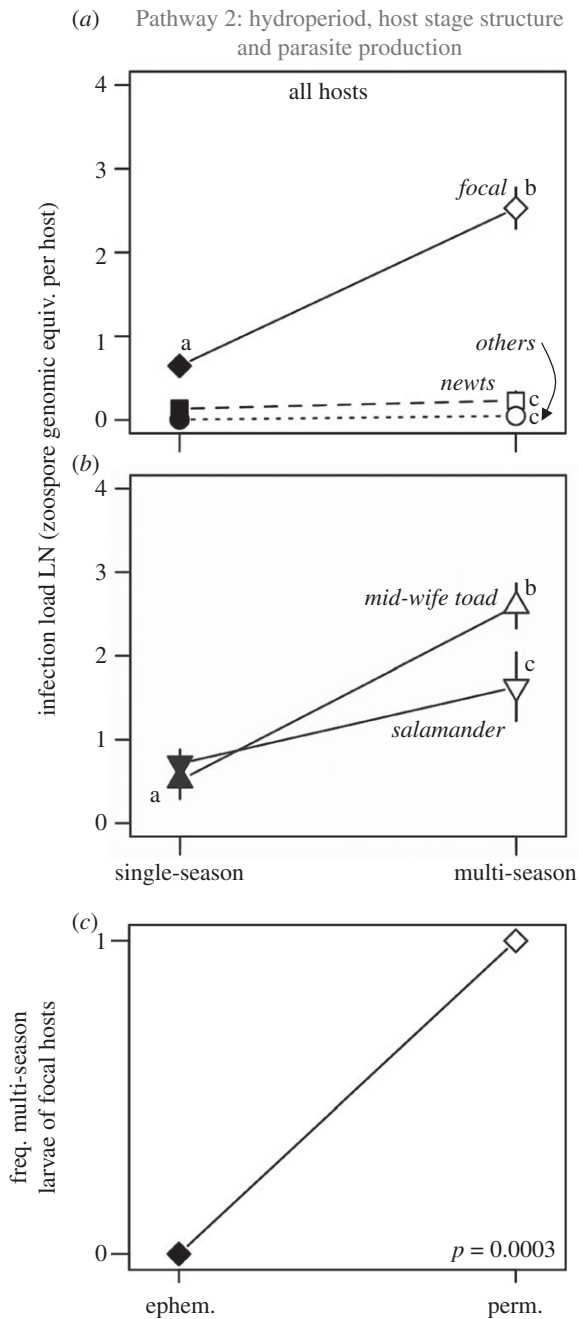 (a) Pathway 2: hydroperiod, host stage structure
and parasite production
all hosts
4
3
2
1
0
focal
b
a
others
newts
c
c
(b)
4
3
2
1
0
mid-wife toad
b
c
salamander
a
infection load LN (zoospore genomic equiv. per host)
single-season
multi-season
(c)
1
0
freq. multi-season
larvae of focal hosts
p = 0.0003
ephem.
perm.